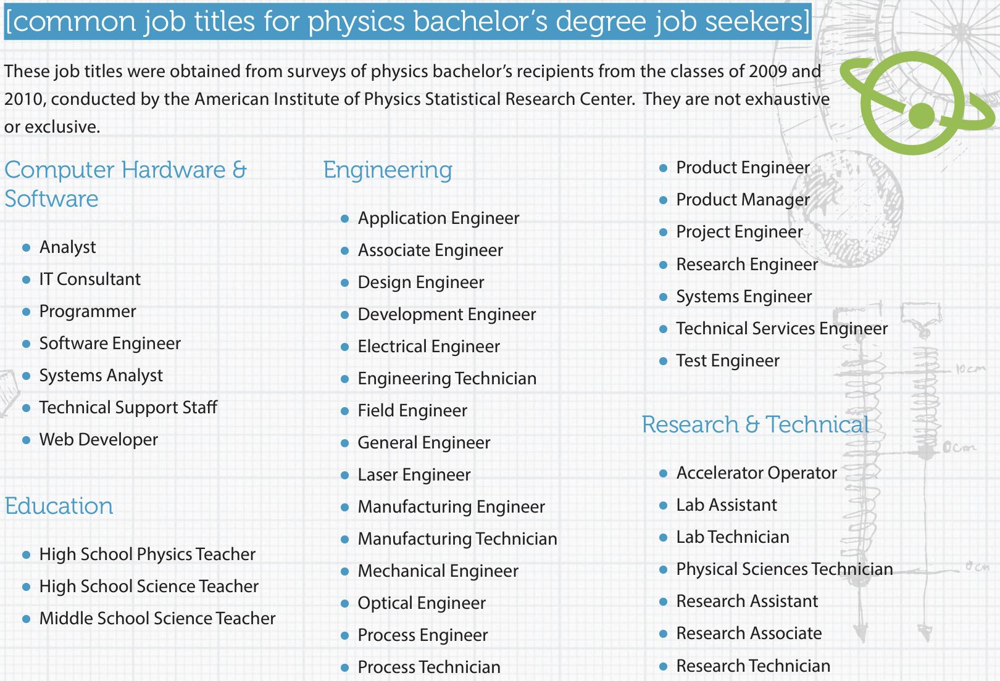 [common job titles for physics bachelor’s degree job seekers]
These job titles were obtained from surveys of physics bachelor’s recipients from the classes of 2009 and
2010, conducted by the American Institute of Physics Statistical Research Center.  They are not exhaustive
or exclusive.
Computer Hardware &
Software
Analyst
IT Consultant
Programmer
Software Engineer
Systems Analyst
Technical Support Staff
Web Developer
Education
High School Physics Teacher
High School Science Teacher
Middle School Science Teacher
Engineering
Application Engineer
Associate Engineer
Design Engineer
Development Engineer
Electrical Engineer
Engineering Technician
Field Engineer
General Engineer
Laser Engineer
Manufacturing Engineer
Manufacturing Technician
Mechanical Engineer
Optical Engineer
Process Engineer
Process Technician
Product Engineer
Product Manager
Project Engineer
Research Engineer
Systems Engineer
Technical Services Engineer
Test Engineer
Research & Technical
Accelerator Operator
Lab Assistant
Lab Technician
Physical Sciences Technician
Research Assistant
Research Associate
Research Technician
10cm
0cm
0cm